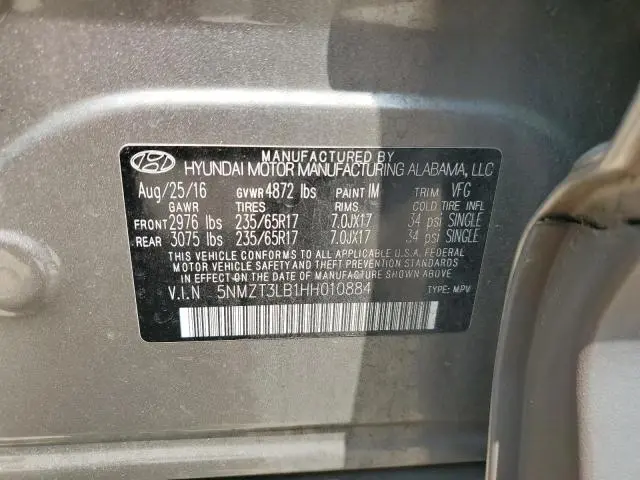 MANUFACTURED BY
HYUNDAI MOTOR MANUFACTURING ALABAMA, LLC
Aug/25/16 GVWR 4872 lbs PAINT IM TRIM VFG
GAWR TIRES RIMS COLD TIRE INFL
FRONT 2976 lbs 235/65R17 7.0JX17 34 psi SINGLE
REAR 3075 lbs 235/65R17 7.0JX17 34 psi SINGLE
THIS VEHICLE CONFORMS TO ALL APPLICABLE U.S.A. FEDERAL
MOTOR VEHICLE SAFETY STANDARDS
IN EFFECT ON THE DATE OF MANUFACTURE SHOWN ABOVE.
V.I.N 5NMZT3LB1HH010884 TYPE: MPV